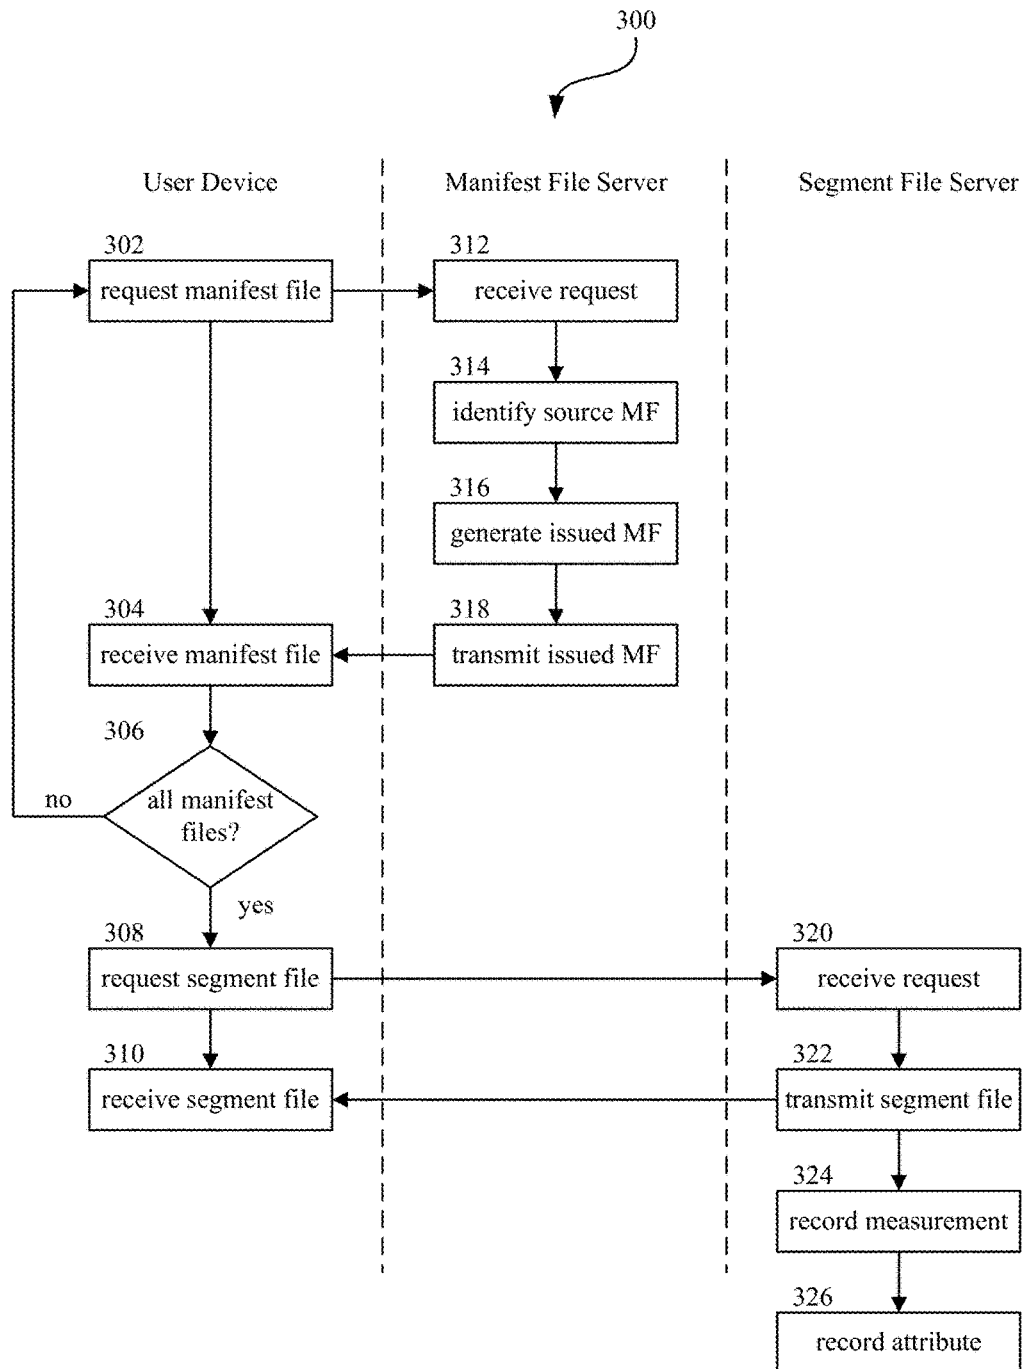 300
User Device
Manifest File Server
Segment File Server
302
request manifest file
312
receive request
314
identify source MF
316
generate issued MF
304
receive manifest file
318
transmit issued MF
306
all manifest
files?
no
yes
308
request segment file
320
receive request
310
receive segment file
322
transmit segment file
324
record measurement
326
record attribute